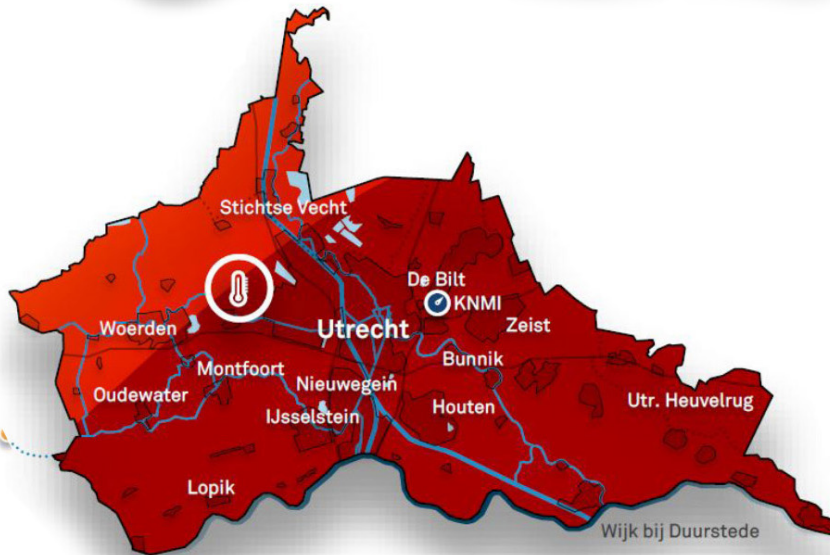 Stichtse Vecht
De Bilt
KNMI
Woerden
Utrecht
Zeist
Bunnik
Montfoort
Nieuwegein
Oudewater
Houten
Utr. Heuvelrug
IJsselstein
Lopik
Wijk bij Duurstede